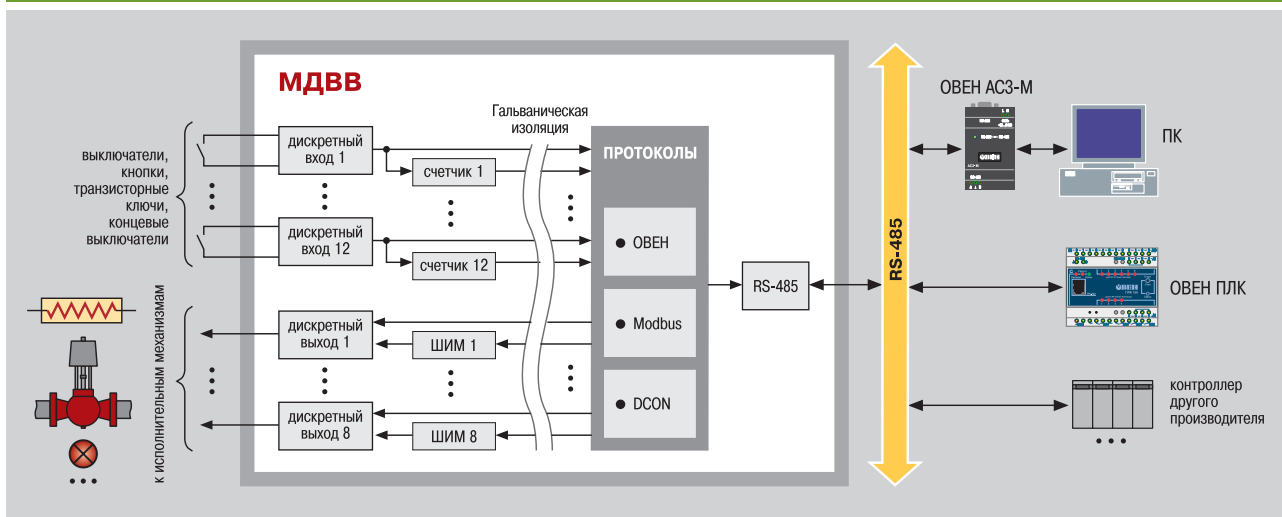 МДВВ
Гальваническая
изоляция
выключатели,
кнопки,
транзисторные
ключи,
концевые
выключатели
дискретный
вход 1
счетчик 1
дискретный
вход 12
счетчик 12
к исполнительным механизмам
дискретный
выход 1
ШИМ 1
дискретный
выход 8
ШИМ 8
ПРОТОКОЛЫ
ОВЕН
Modbus
DCON
RS-485
RS-485
ОВЕН АС3-М
ПК
ОВЕН ПЛК
контроллер
другого
производителя